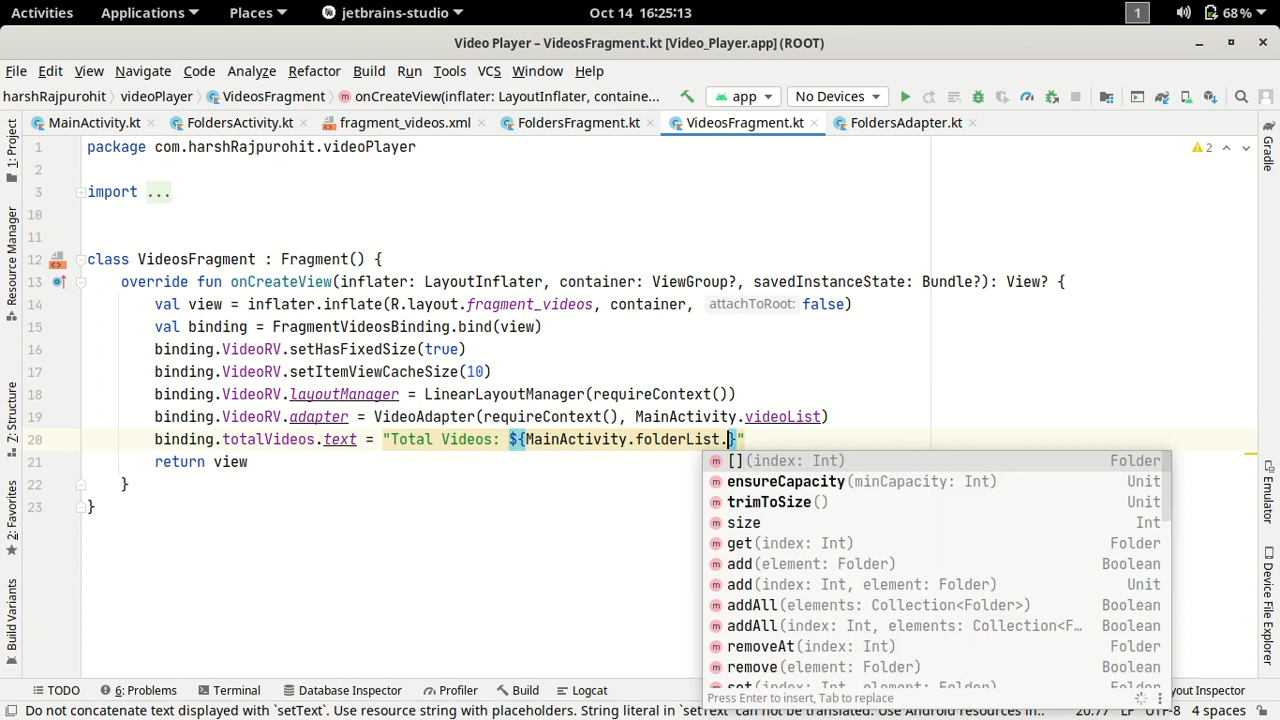 Activities Applications Places jetbrains-studio Oct 14 16:25:13 1 68%
Video Player – VideosFragment.kt [Video_Player.app] (ROOT)
File Edit View Navigate Code Analyze Refactor Build Run Tools VCS Window Help
harshRajpurohit videoPlayer VideosFragment onCreateView(inflater: LayoutInflater, containe... app No Devices
MainActivity.kt FoldersActivity.kt fragment_videos.xml FoldersFragment.kt VideosFragment.kt FoldersAdapter.kt
1 package com.harshRajpurohit.videoPlayer 2
2
3 import ...
10
11
12 class VideosFragment : Fragment() {
13 override fun onCreateView(inflater: LayoutInflater, container: ViewGroup?, savedInstanceState: Bundle?): View? {
14 val view = inflater.inflate(R.layout.fragment_videos, container, attachToRoot: false)
15 val binding = FragmentVideosBinding.bind(view)
16 binding.VideoRV.setHasFixedSize(true)
17 binding.VideoRV.setItemViewCacheSize(10)
18 binding.VideoRV.layoutManager = LinearLayoutManager(requireContext())
19 binding.VideoRV.adapter = VideoAdapter(requireContext(), MainActivity.videoList)
20 binding.totalVideos.text = "Total Videos: ${MainActivity.folderList.}"
21 return view
22 }
23 }
[](index: Int) Folder
ensureCapacity(minCapacity: Int) Unit
trimToSize() Unit
size Int
get(index: Int) Folder
add(element: Folder) Boolean
add(index: Int, element: Folder) Unit
addAll(elements: Collection<Folder>) Boolean
addAll(index: Int, elements: Collection<F... Boolean
removeAt(index: Int) Folder
remove(element: Folder) Boolean
set(index: Int, element: Folder) Folder
Press Enter to insert, Tab to replace
1: Project
Resource Manager
7: Structure
2: Favorites
Build Variants
Gradle
Emulator
Device File Explorer
TODO 6: Problems Terminal Database Inspector Profiler Build Logcat Layout Inspector
Do not concatenate text displayed with `setText`. Use resource string with placeholders. String literal in `setText` can not be translated. Use Android resources in... 20:77 LF UTF-8 4 spaces